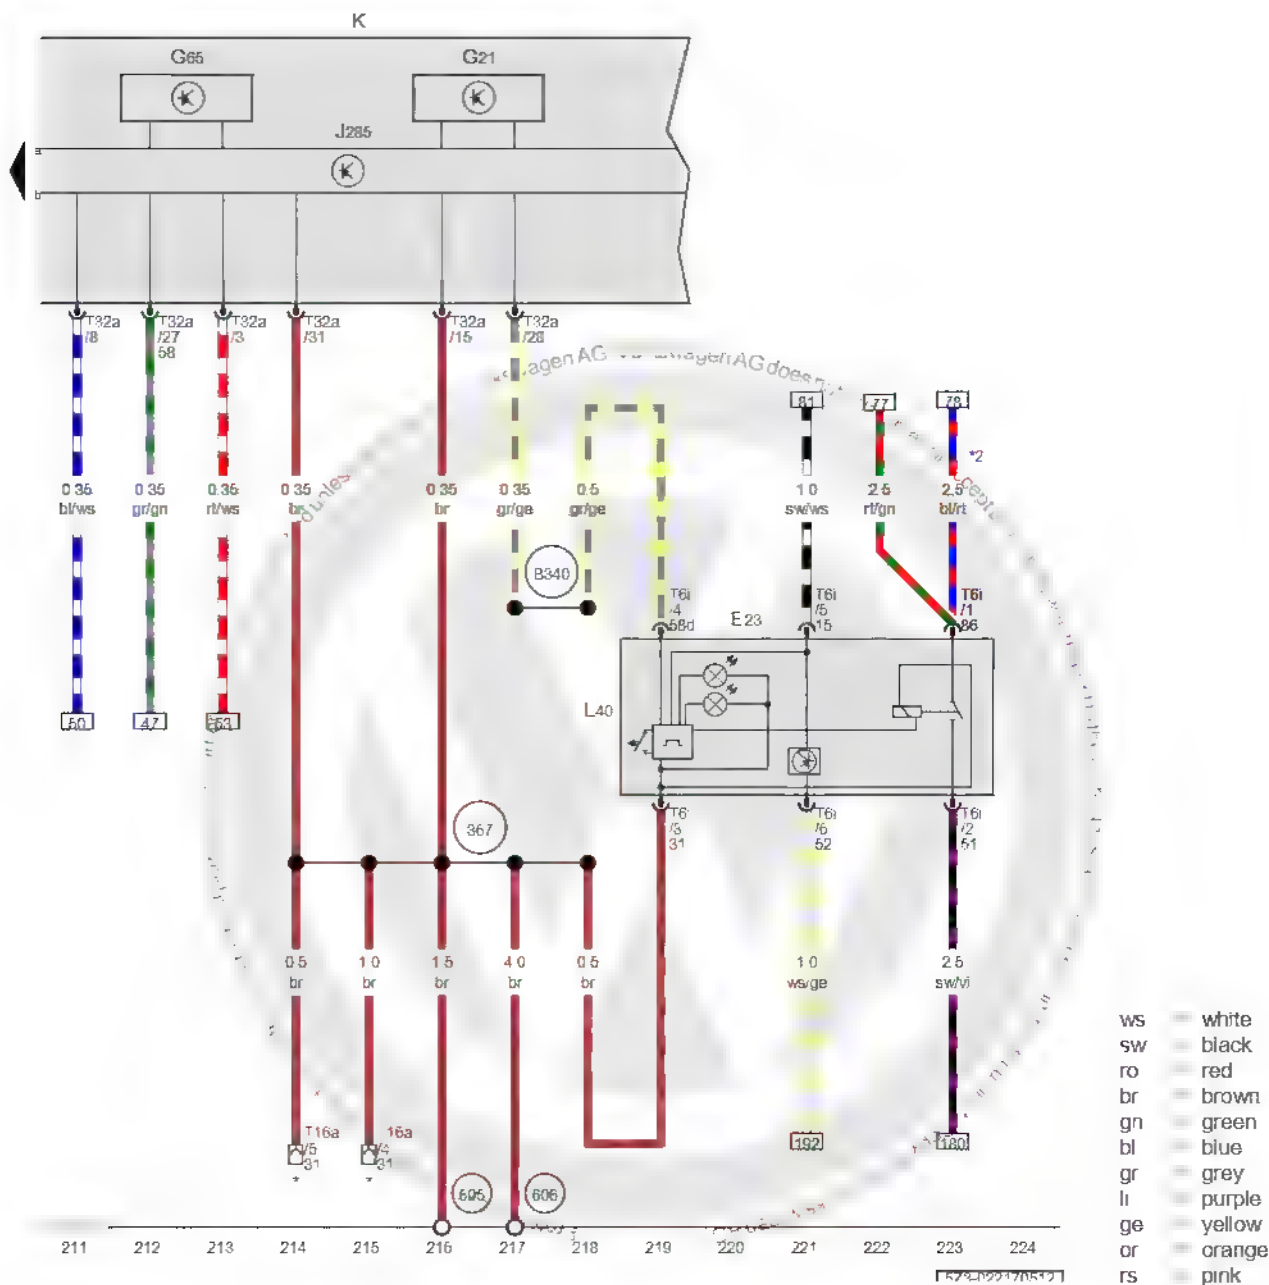 K
G65
G21
J285
T32a
/8
T32a
/27
58
T32a
/3
T32a
/31
T32a
/15
T32a
/28
81
77
78
*2
0.35
bl/ws
0.35
gr/gn
0.35
rt/ws
0.35
br
0.35
br
0.35
gr/ge
0.5
gr/ge
1.0
sw/ws
2.5
rt/gn
2.5
bl/rt
B340
T6i
/4
58d
E23
T6i
/5
15
T6i
/1
86
50
47
53
L40
367
/3
31
T6i
/6
52
T6i
/2
51
0.5
br
1.0
br
1.5
br
4.0
br
0.5
br
1.0
ws/ge
2.5
sw/vi
T16a
/5
31
*
16a
/4
31
*
192
180
605
606
211 212 213 214 215 216 217 218 219 220 221 222 223 224
ws = white
sw = black
ro = red
br = brown
gn = green
bl = blue
gr = grey
li = purple
ge = yellow
or = orange
rs = pink